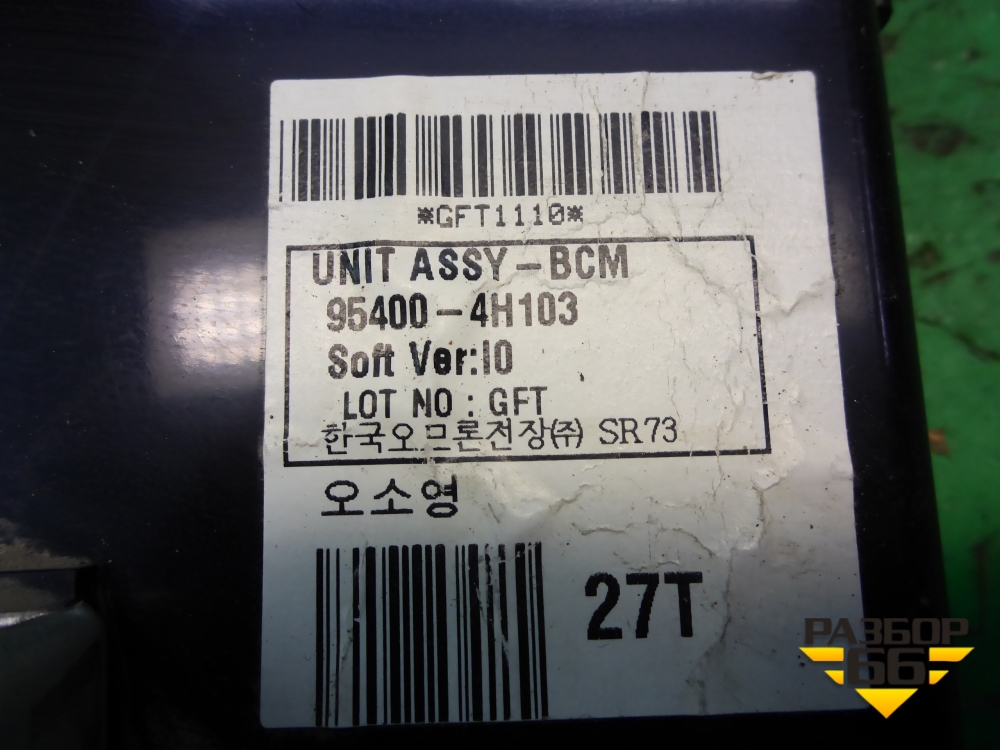 *GFT1110*
UNIT ASSY-BCM
95400-4H103
Soft Ver:10
LOT NO : GFT
한국오므론전장㈜ SR73
오소영
27T
РАЗБОР
66